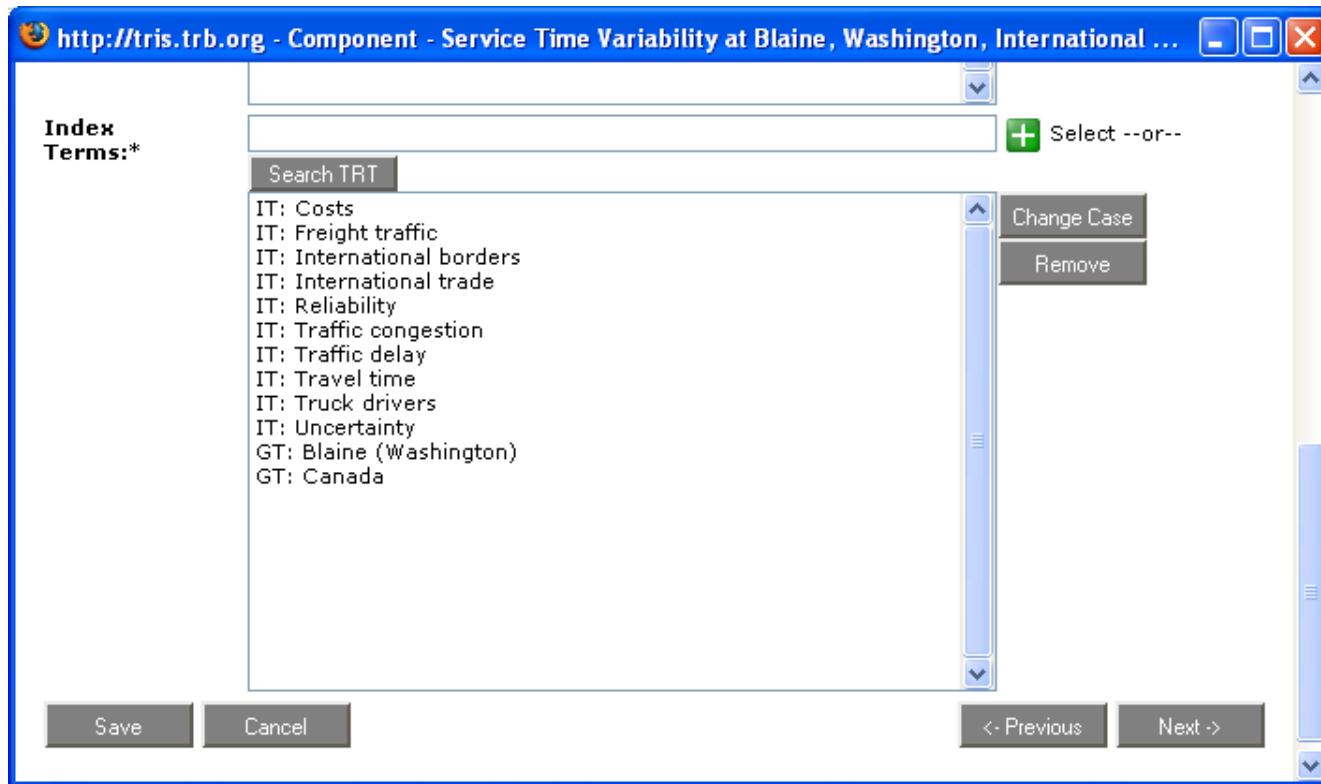 http://tris.trb.org - Component - Service Time Variability at Blaine, Washington, International ...
Index
Terms:*
Select --or--
Search TRT
IT: Costs
IT: Freight traffic
IT: International borders
IT: International trade
IT: Reliability
IT: Traffic congestion
IT: Traffic delay
IT: Travel time
IT: Truck drivers
IT: Uncertainty
GT: Blaine (Washington)
GT: Canada
Change Case
Remove
Save
Cancel
<- Previous
Next ->